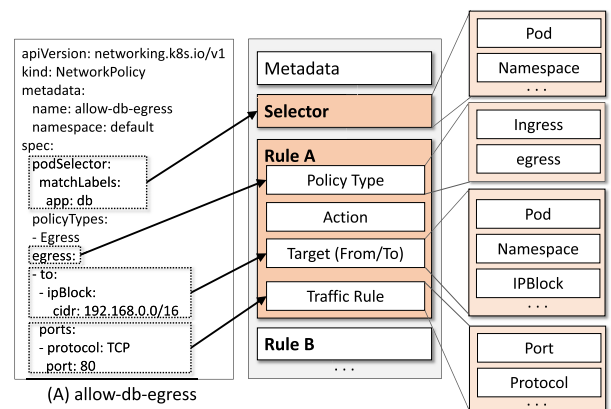 apiVersion: networking.k8s.io/v1
kind: NetworkPolicy
metadata:
name: allow-db-egress
namespace: default
spec:
podSelector:
matchLabels:
app: db
policyTypes:
- Egress
egress:
- to:
- ipBlock:
cidr: 192.168.0.0/16
ports:
- protocol: TCP
port: 80
(A) allow-db-egress
Metadata
Selector
Rule A
Policy Type
Action
Target (From/To)
Traffic Rule
Rule B
. . .
Pod
Namespace
. . .
Ingress
egress
Pod
Namespace
IPBlock
. . .
Port
Protocol
. . .